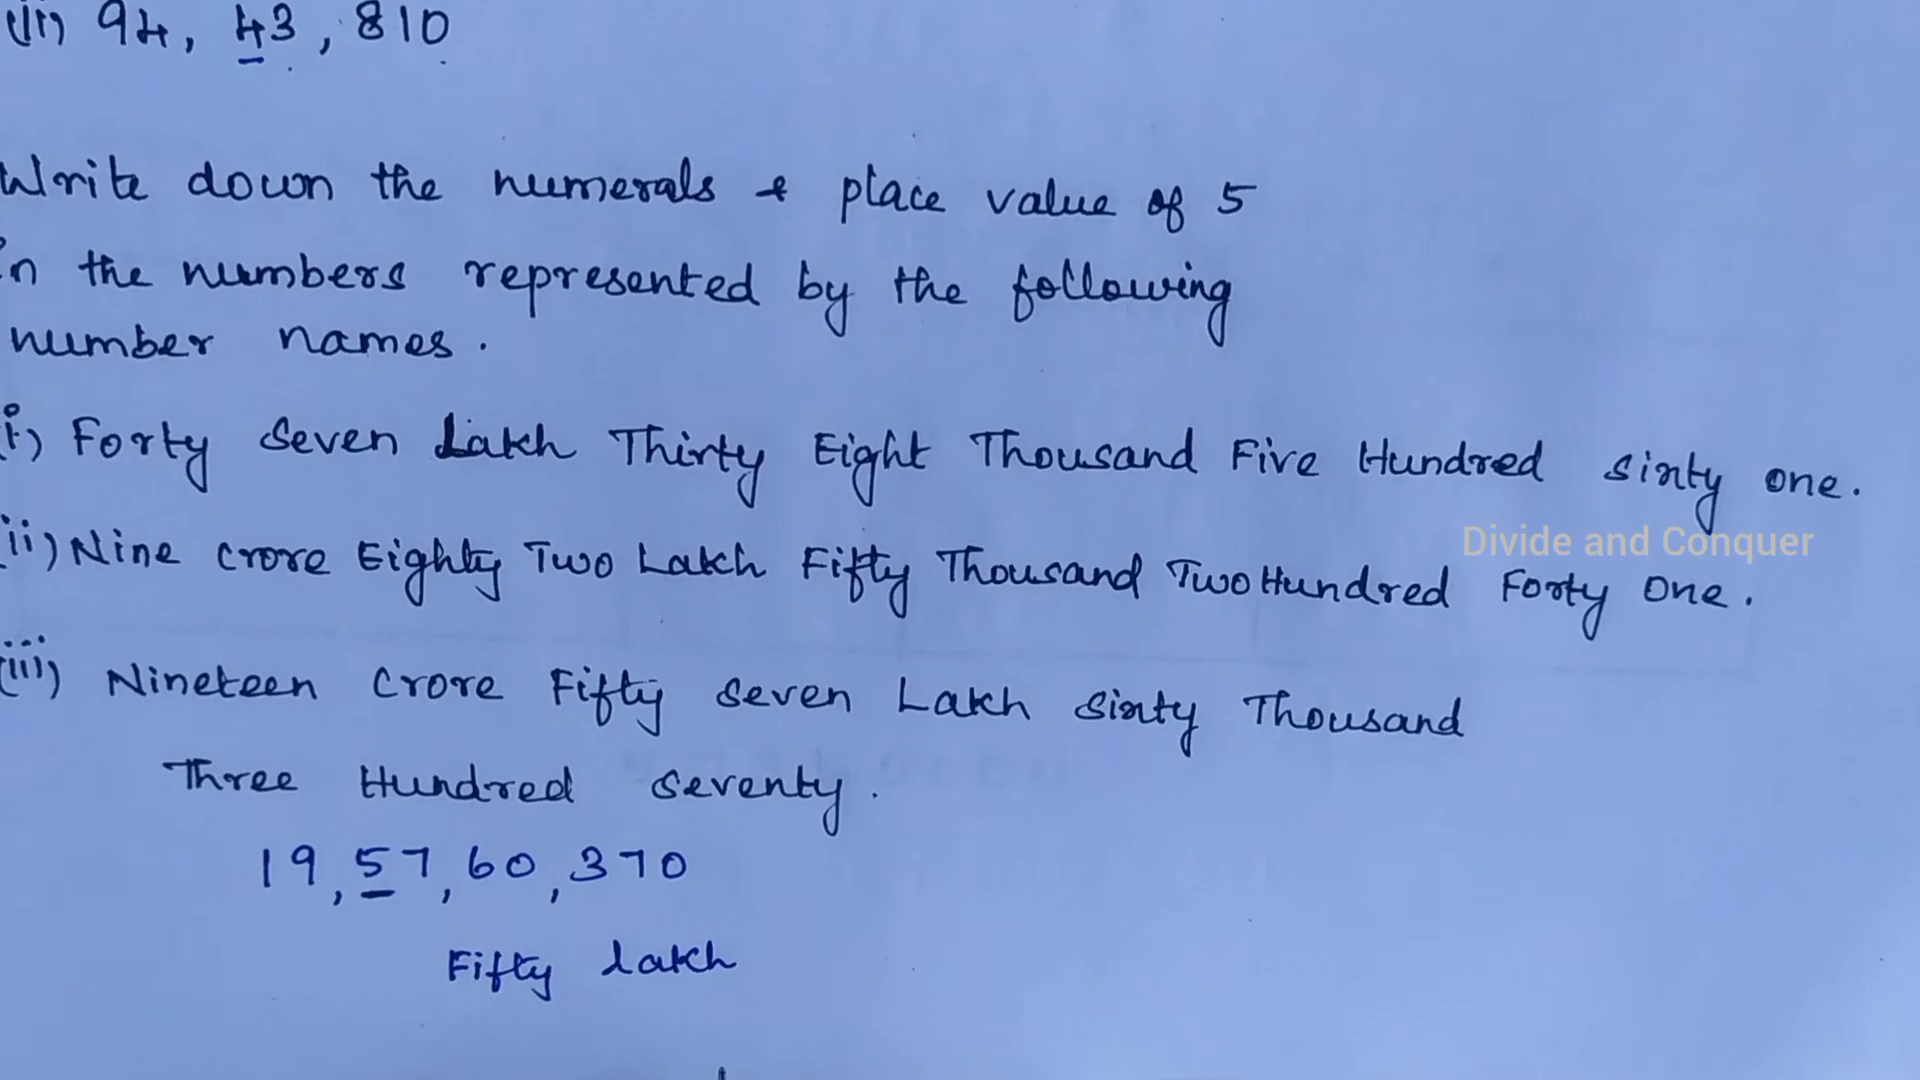 (ii) 94, 43, 810
Write down the numerals & place value of 5
in the numbers represented by the following
number names.
i) Forty seven Lakh Thirty Eight Thousand Five Hundred sixty one.
Divide and Conquer
ii) Nine crore Eighty Two Lakh Fifty Thousand Two Hundred Forty One.
(iii) Nineteen Crore Fifty seven Lakh sixty Thousand
Three Hundred seventy.
19,57,60,370
Fifty lakh